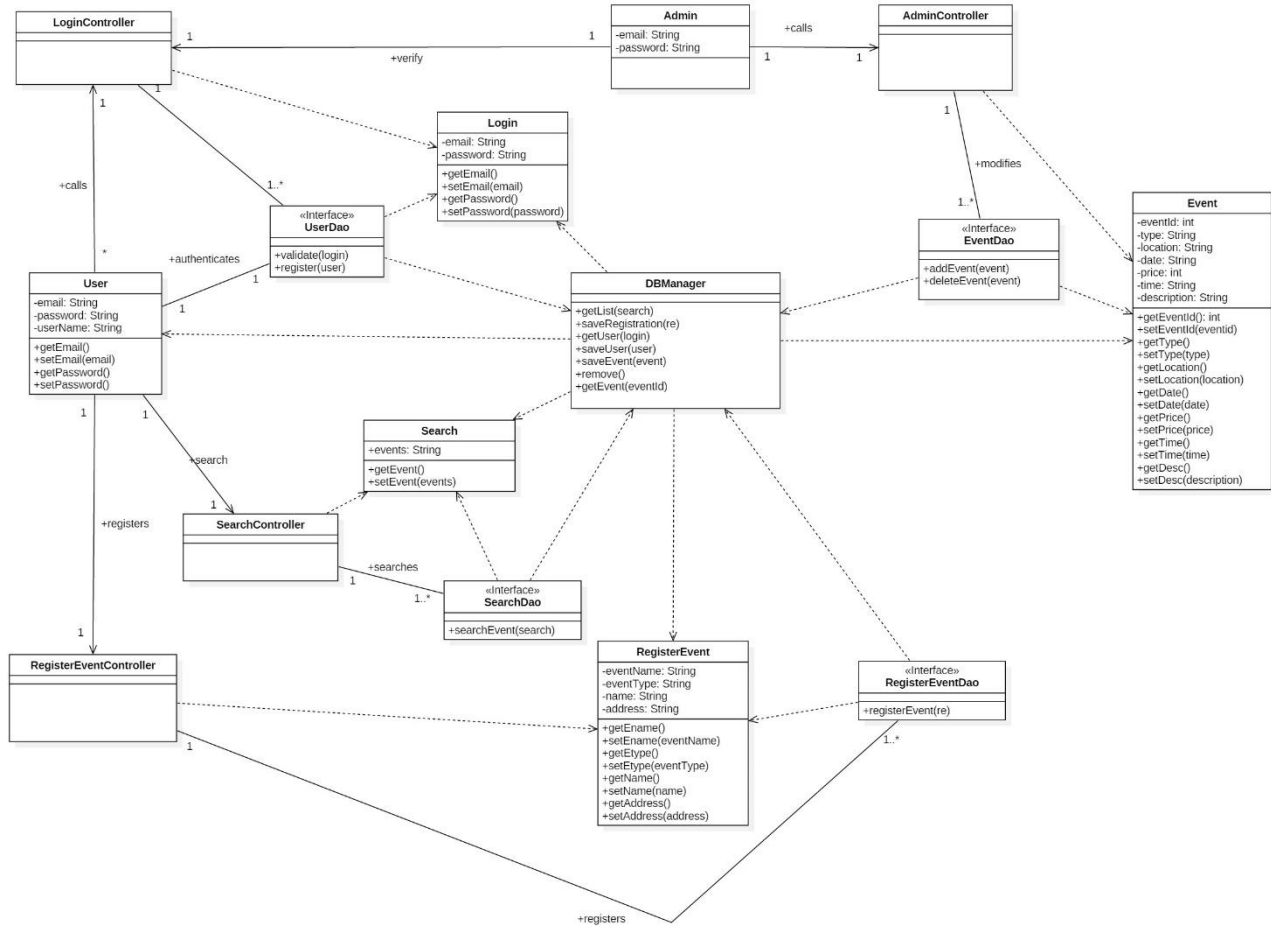 LoginController
1
+verify
1
Admin
-email: String
-password: String
+calls
1
1
AdminController
1
1
+calls
*
1
1..*
Login
-email: String
-password: String
+getEmail()
+setEmail(email)
+getPassword()
+setPassword(password)
1
+modifies
1..*
«Interface»
UserDao
+validate(login)
+register(user)
+authenticates
1
1
«Interface»
EventDao
+addEvent(event)
+deleteEvent(event)
Event
-eventId: int
-type: String
-location: String
-date: String
-price: int
-time: String
-description: String
+getEventId(): int
+setEventId(eventid)
+getType()
+setType(type)
+getLocation()
+setLocation(location)
+getDate()
+setDate(date)
+getPrice()
+setPrice(price)
+getTime()
+setTime(time)
+getDesc()
+setDesc(description)
User
-email: String
-password: String
-userName: String
+getEmail()
+setEmail(email)
+getPassword()
+setPassword()
DBManager
+getList(search)
+saveRegistration(re)
+getUser(login)
+saveUser(user)
+saveEvent(event)
+remove()
+getEvent(eventId)
1
1
+search
1
+registers
1
Search
+events: String
+getEvent()
+setEvent(events)
SearchController
+searches
1
1..*
«Interface»
SearchDao
+searchEvent(search)
RegisterEventController
1
RegisterEvent
-eventName: String
-eventType: String
-name: String
-address: String
+getEname()
+setEname(eventName)
+getEtype()
+setEtype(eventType)
+getName()
+setName(name)
+getAddress()
+setAddress(address)
«Interface»
RegisterEventDao
+registerEvent(re)
1..*
+registers